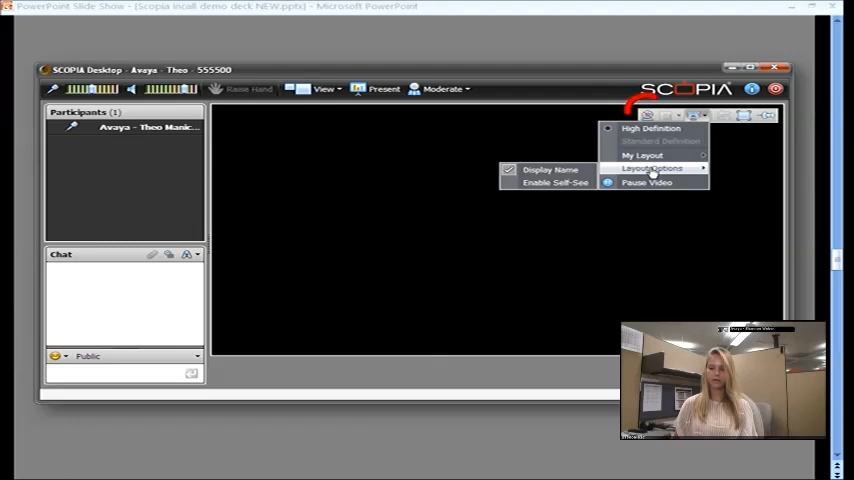 PowerPoint Slide Show - [Scopia incall demo deck NEW.pptx] - Microsoft PowerPoint
SCOPIA Desktop - Avaya - Theo - 555500
Raise Hand View Present Moderate SCOPIA
Participants (1)
Avaya - Theo Manic...
High Definition
Standard Definition
My Layout
Layout Options
Display Name
Enable Self-See
Pause Video
Chat
Public